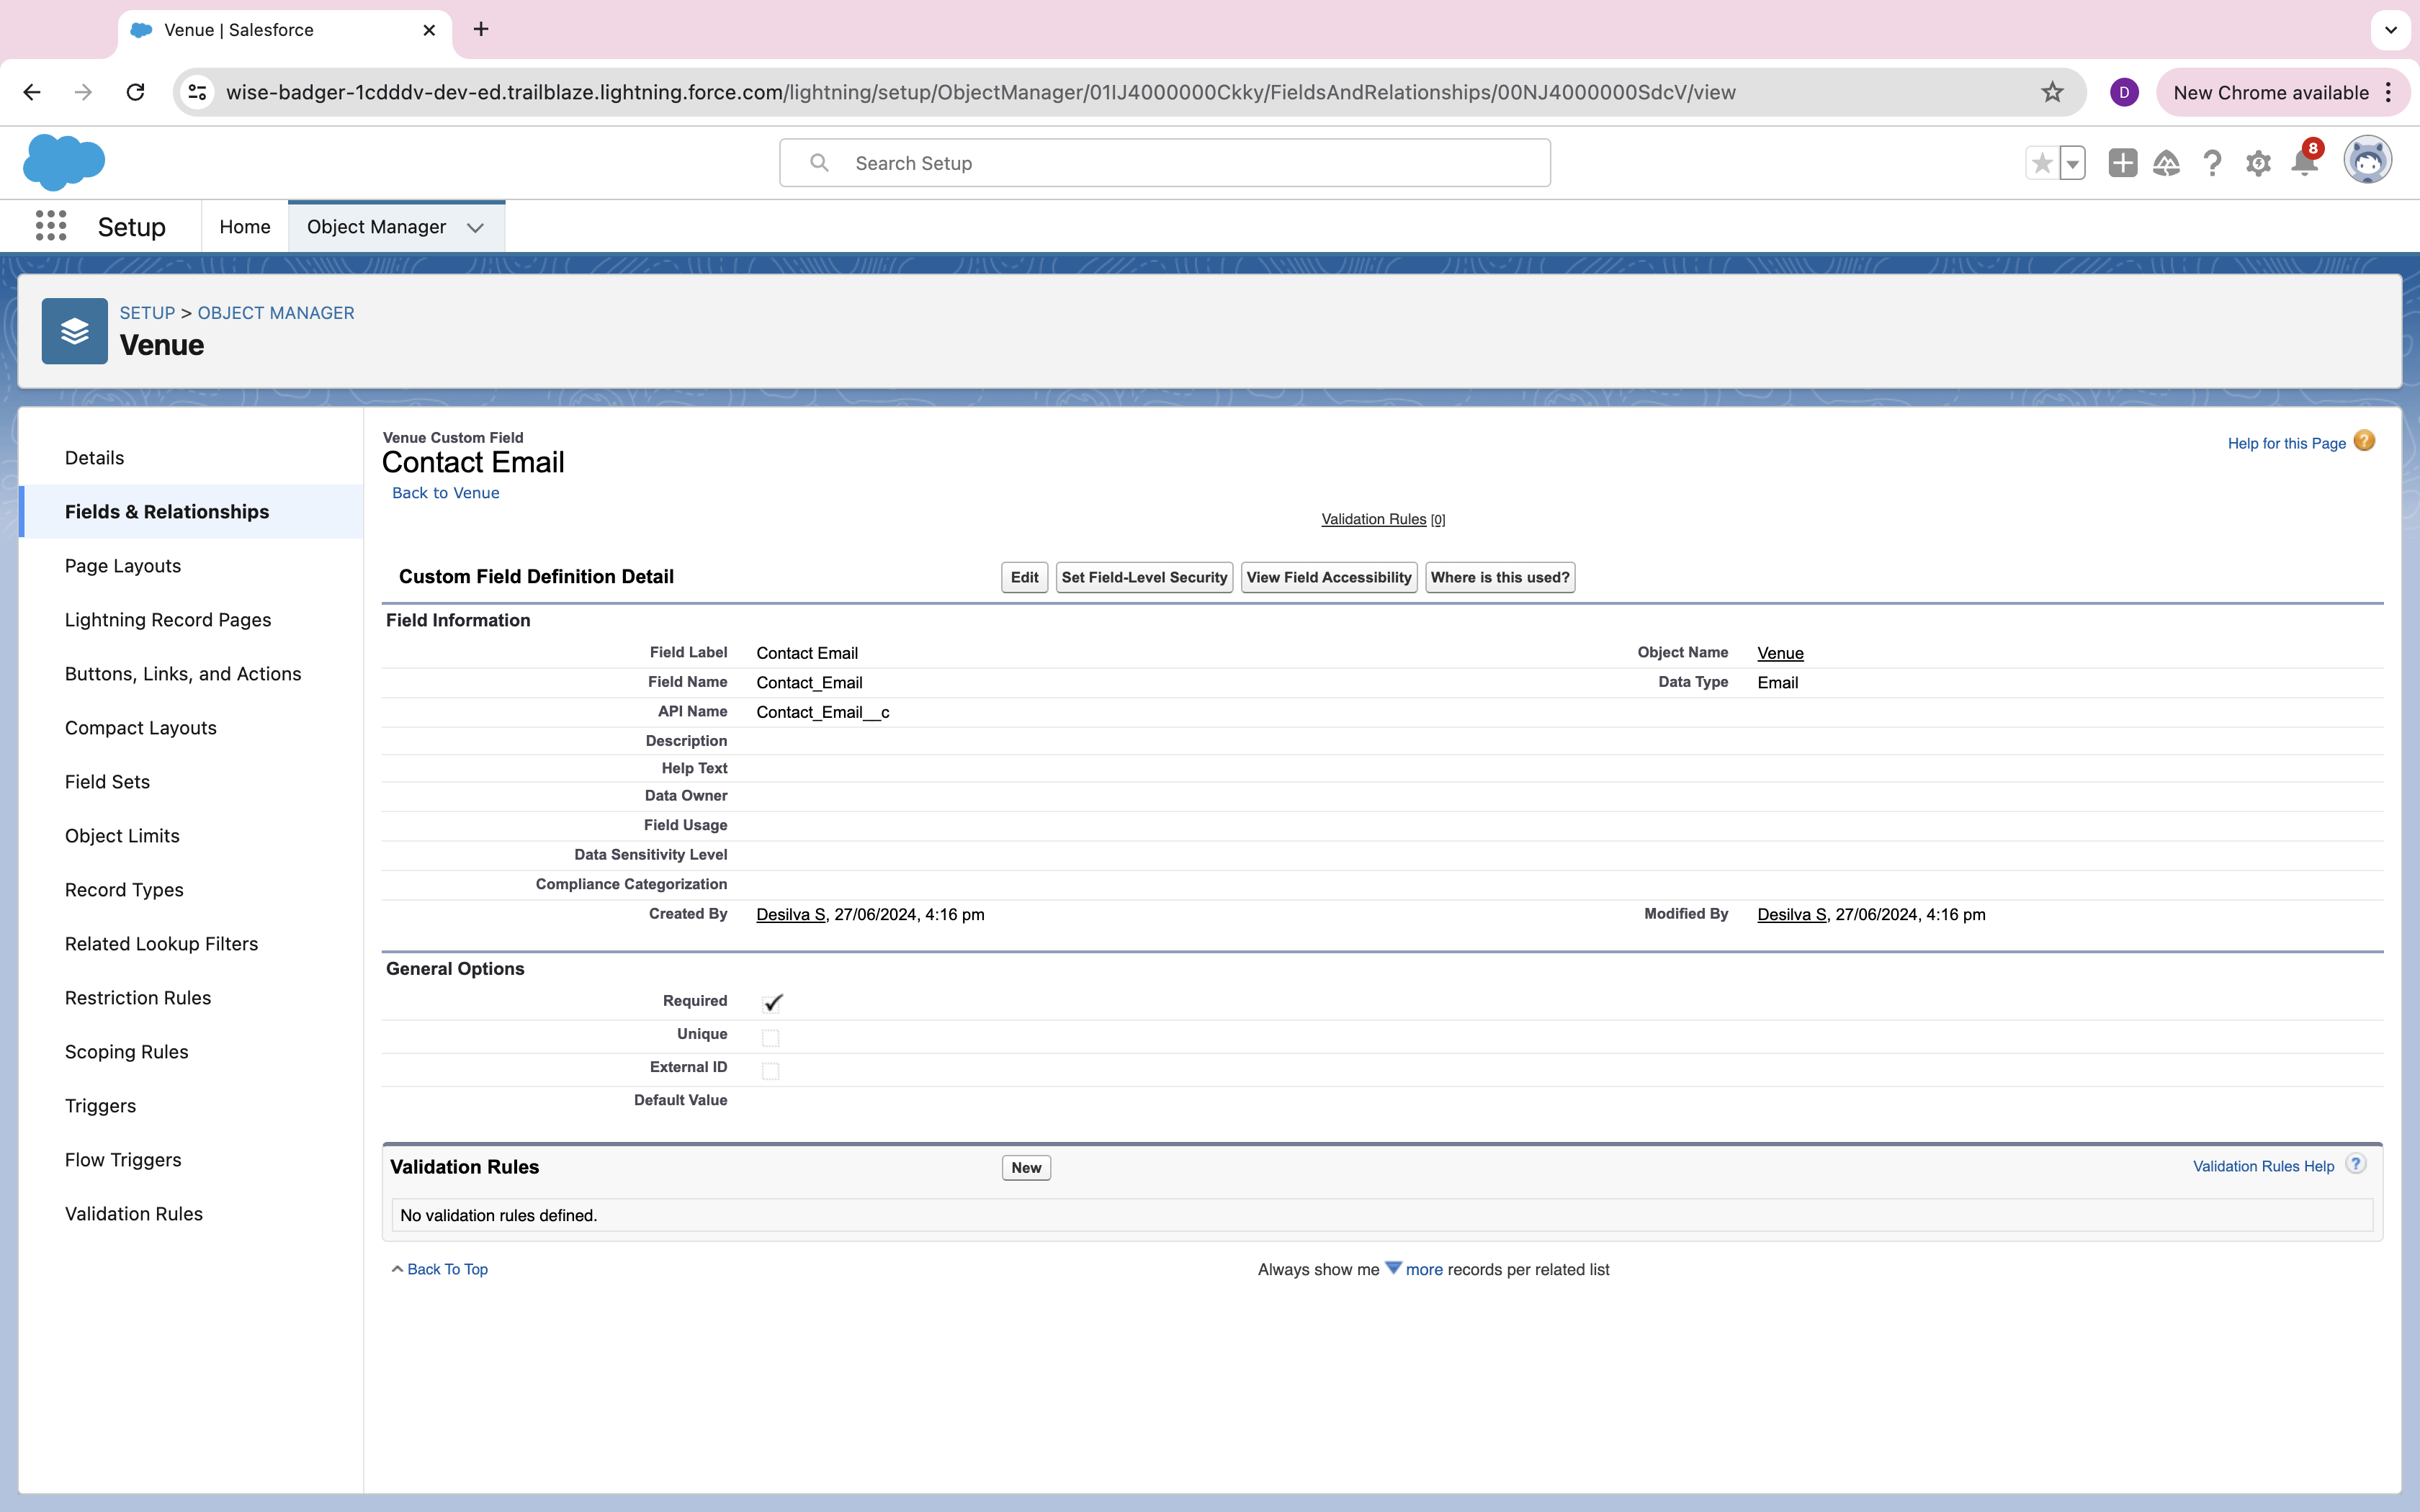 Venue | Salesforce
wise-badger-1cdddv-dev-ed.trailblaze.lightning.force.com/lightning/setup/ObjectManager/01IJ4000000Ckky/FieldsAndRelationships/00NJ4000000SdcV/view
D
New Chrome available
Search Setup
8
Setup
Home
Object Manager
SETUP > OBJECT MANAGER
Venue
Details
Fields & Relationships
Page Layouts
Lightning Record Pages
Buttons, Links, and Actions
Compact Layouts
Field Sets
Object Limits
Record Types
Related Lookup Filters
Restriction Rules
Scoping Rules
Triggers
Flow Triggers
Validation Rules
Venue Custom Field
Contact Email
Help for this Page ?
Back to Venue
Validation Rules [0]
Custom Field Definition Detail Edit Set Field-Level Security View Field Accessibility Where is this used?
Field Information
Field Label Contact Email Object Name Venue
Field Name Contact_Email Data Type Email
API Name Contact_Email__c
Description
Help Text
Data Owner
Field Usage
Data Sensitivity Level
Compliance Categorization
Created By Desilva S, 27/06/2024, 4:16 pm Modified By Desilva S, 27/06/2024, 4:16 pm
General Options
Required
Unique
External ID
Default Value
Validation Rules New Validation Rules Help ?
No validation rules defined.
Back To Top Always show me more records per related list